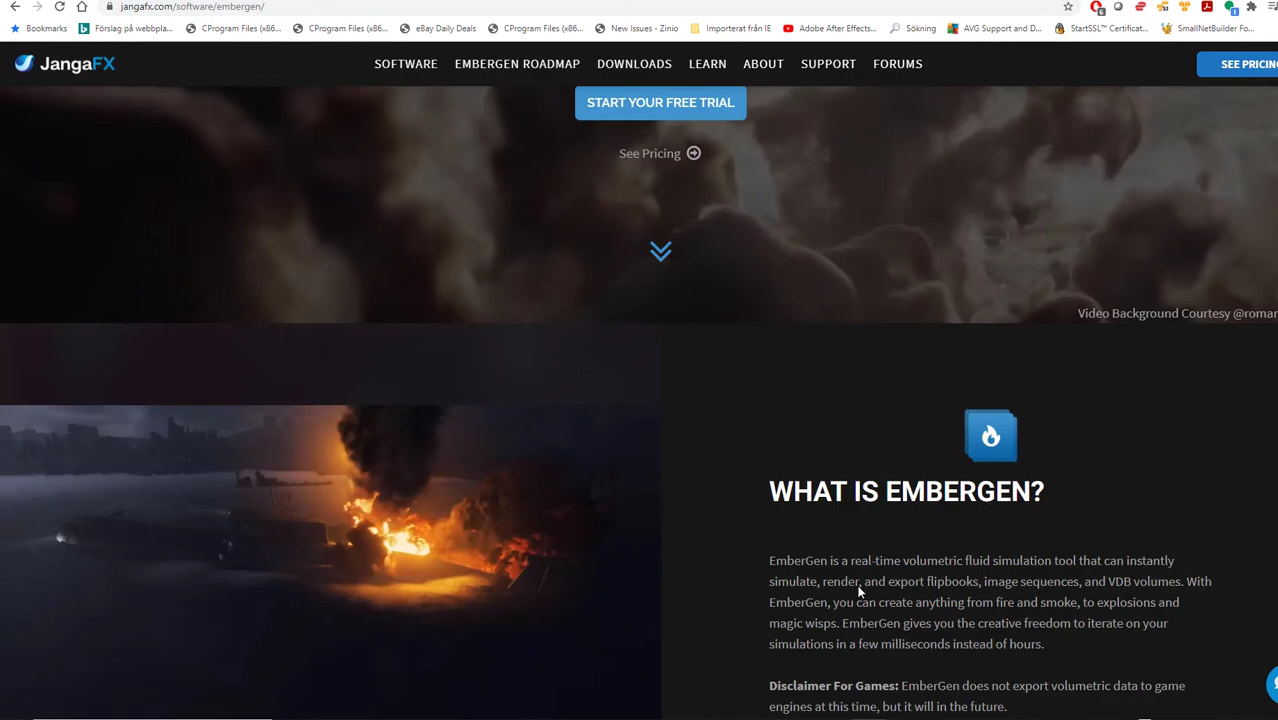 jangafx.com/software/embergen/
Bookmarks Förslag på webbpla... CProgram Files (x86... CProgram Files (x86... eBay Daily Deals CProgram Files (x86... New Issues - Zinio Importerat från IE Adobe After Effects... Sökning AVG Support and D... StartSSL™ Certificat... SmallNetBuilder Fo...
JangaFX SOFTWARE EMBERGEN ROADMAP DOWNLOADS LEARN ABOUT SUPPORT FORUMS SEE PRICING
START YOUR FREE TRIAL
See Pricing
Video Background Courtesy @roman
WHAT IS EMBERGEN?
EmberGen is a real-time volumetric fluid simulation tool that can instantly
simulate, render, and export flipbooks, image sequences, and VDB volumes. With
EmberGen, you can create anything from fire and smoke, to explosions and
magic wisps. EmberGen gives you the creative freedom to iterate on your
simulations in a few milliseconds instead of hours.
Disclaimer For Games: EmberGen does not export volumetric data to game
engines at this time, but it will in the future.